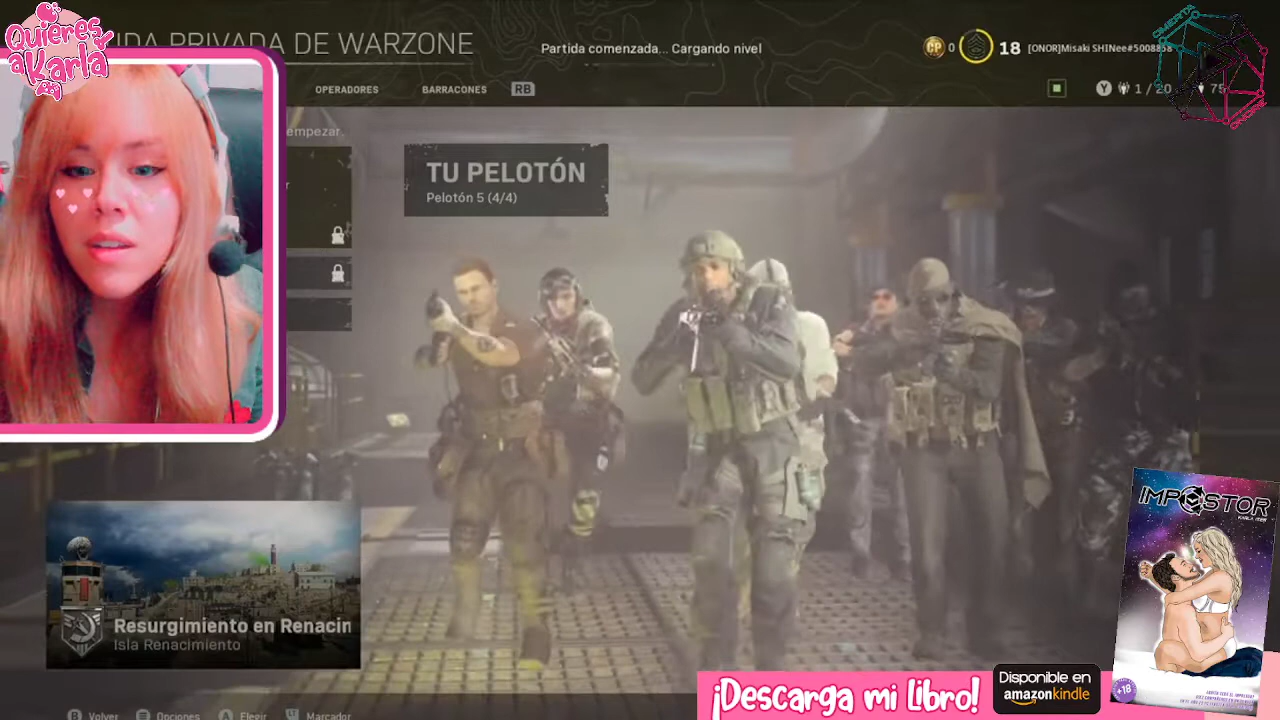 Quieres
a Karla
IDA PRIVADA DE WARZONE
Partida comenzada... Cargando nivel
0
18
[ONOR]Misaki SHINee#5008858
OPERADORES
BARRACONES
RB
Y
1 / 20
75
empezar.
TU PELOTÓN
Pelotón 5 (4/4)
Resurgimiento en Renacin
Isla Renacimiento
B Volver
Opciones
A Elegir
Marcador
¡Descarga mi Libro!
Disponible en
amazonkindle
IMPOSTOR
+18